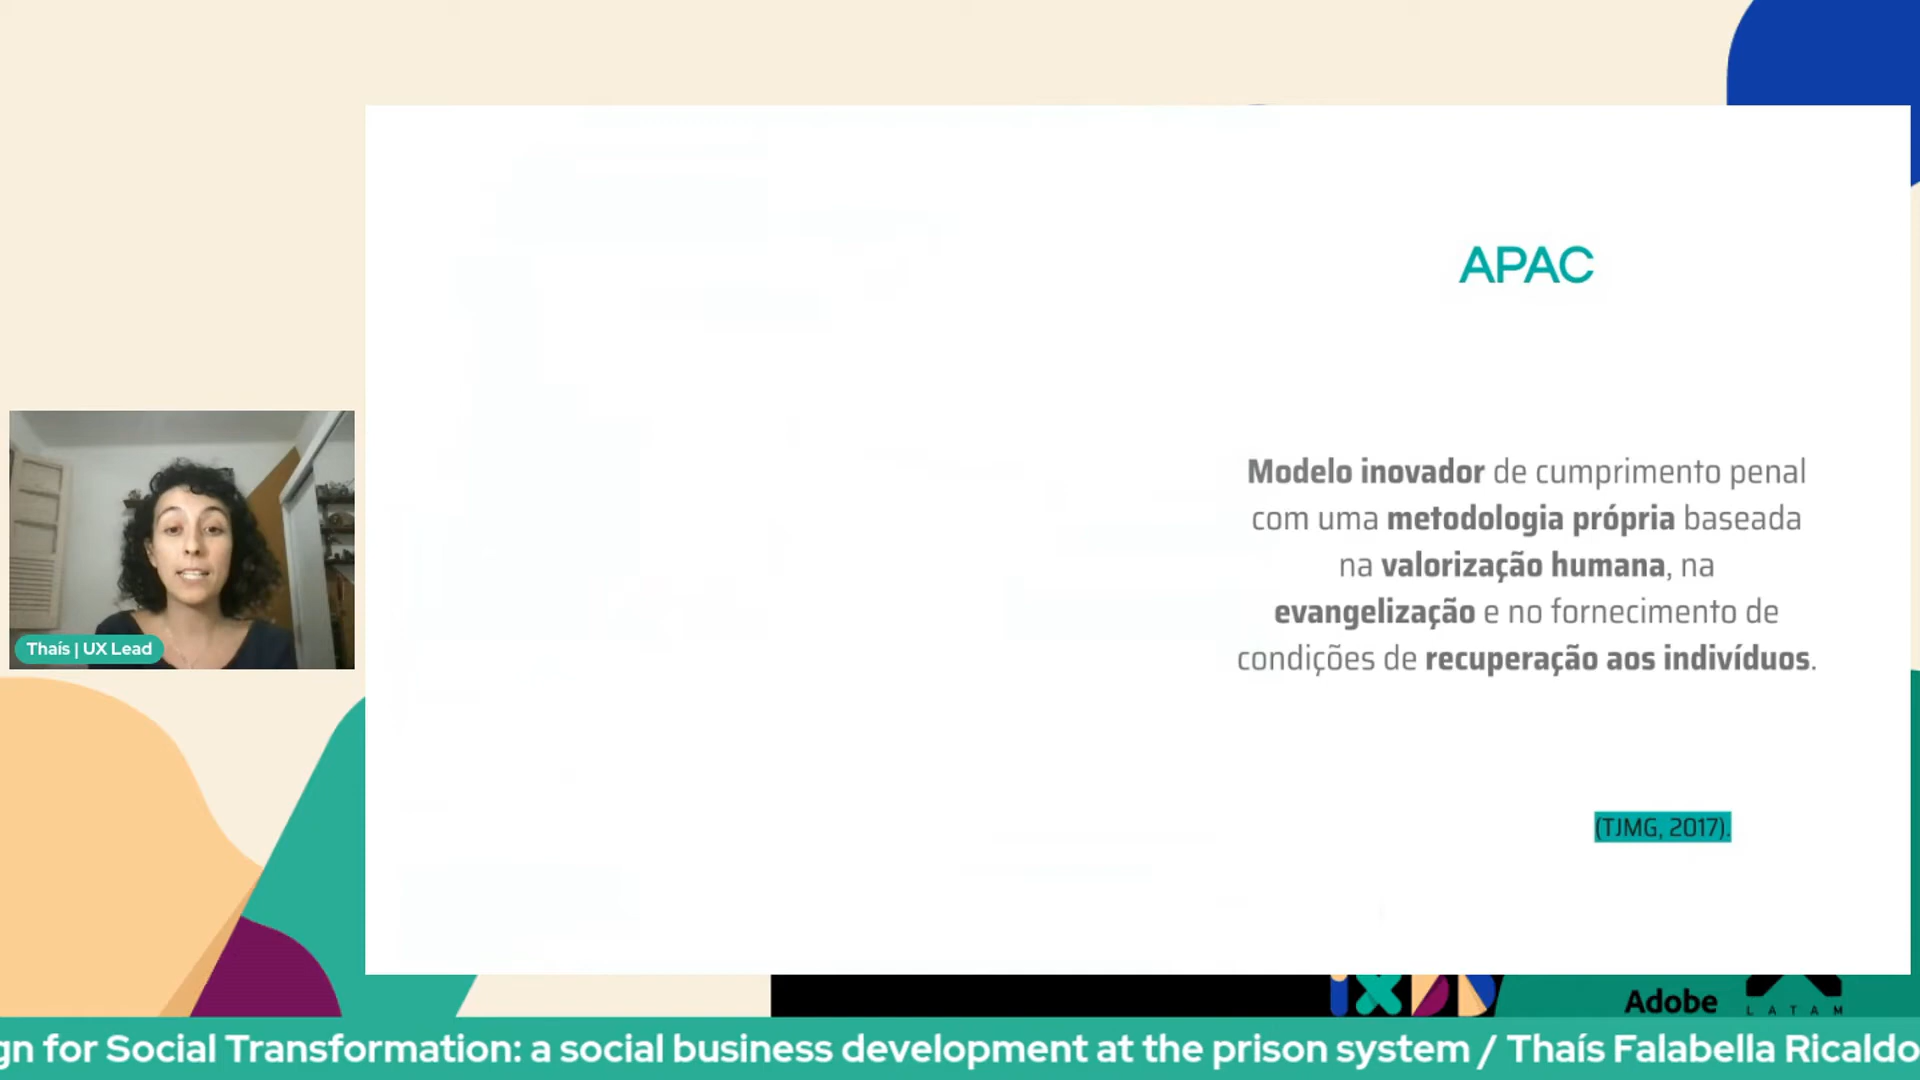 APAC
Modelo inovador de cumprimento penal
com uma metodologia própria baseada
na valorização humana, na
evangelização e no fornecimento de
condições de recuperação aos indivíduos.
(TJMG, 2017).
Thaís | UX Lead
Adobe
LATAM
gn for Social Transformation: a social business development at the prison system / Thaís Falabella Ricaldo